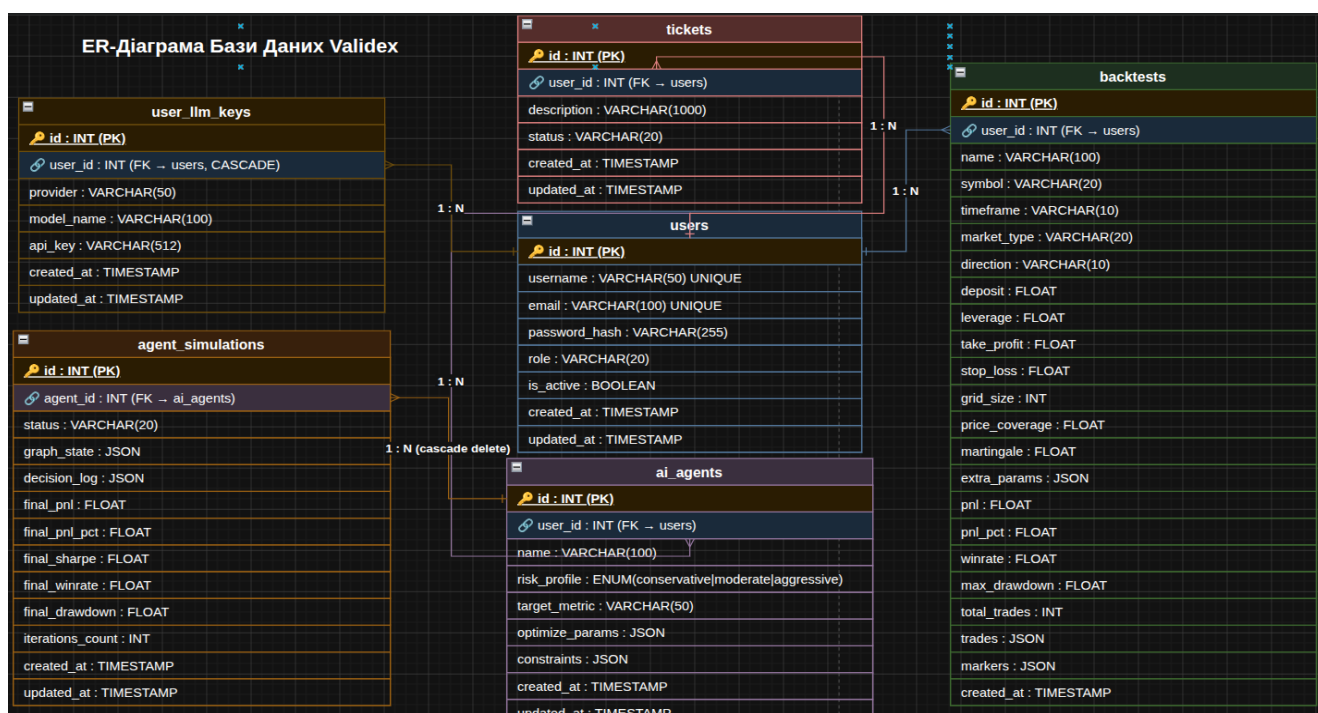 ER-Діаграма Бази Даних Validex
user_llm_keys
🔑 id : INT (PK)
🔗 user_id : INT (FK → users, CASCADE)
provider : VARCHAR(50)
model_name : VARCHAR(100)
api_key : VARCHAR(512)
created_at : TIMESTAMP
updated_at : TIMESTAMP
agent_simulations
🔑 id : INT (PK)
🔗 agent_id : INT (FK → ai_agents)
status : VARCHAR(20)
graph_state : JSON
decision_log : JSON
final_pnl : FLOAT
final_pnl_pct : FLOAT
final_sharpe : FLOAT
final_winrate : FLOAT
final_drawdown : FLOAT
iterations_count : INT
created_at : TIMESTAMP
updated_at : TIMESTAMP
1 : N
1 : N
1 : N (cascade delete)
tickets
🔑 id : INT (PK)
🔗 user_id : INT (FK → users)
description : VARCHAR(1000)
status : VARCHAR(20)
created_at : TIMESTAMP
updated_at : TIMESTAMP
users
🔑 id : INT (PK)
username : VARCHAR(50) UNIQUE
email : VARCHAR(100) UNIQUE
password_hash : VARCHAR(255)
role : VARCHAR(20)
is_active : BOOLEAN
created_at : TIMESTAMP
updated_at : TIMESTAMP
ai_agents
🔑 id : INT (PK)
🔗 user_id : INT (FK → users)
name : VARCHAR(100)
risk_profile : ENUM(conservative|moderate|aggressive)
target_metric : VARCHAR(50)
optimize_params : JSON
constraints : JSON
created_at : TIMESTAMP
updated_at : TIMESTAMP
1 : N
1 : N
backtests
🔑 id : INT (PK)
🔗 user_id : INT (FK → users)
name : VARCHAR(100)
symbol : VARCHAR(20)
timeframe : VARCHAR(10)
market_type : VARCHAR(20)
direction : VARCHAR(10)
deposit : FLOAT
leverage : FLOAT
take_profit : FLOAT
stop_loss : FLOAT
grid_size : INT
price_coverage : FLOAT
martingale : FLOAT
extra_params : JSON
pnl : FLOAT
pnl_pct : FLOAT
winrate : FLOAT
max_drawdown : FLOAT
total_trades : INT
trades : JSON
markers : JSON
created_at : TIMESTAMP